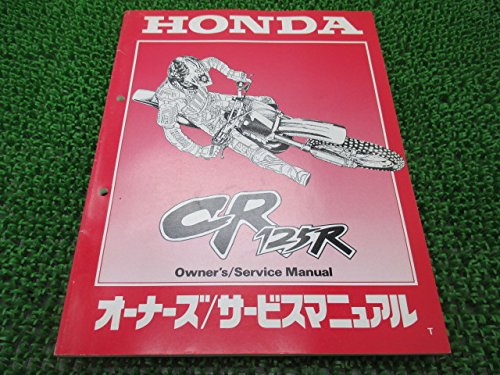 HONDA
CR 125R
Owner's/Service Manual
オーナーズ/サービスマニュアル
T